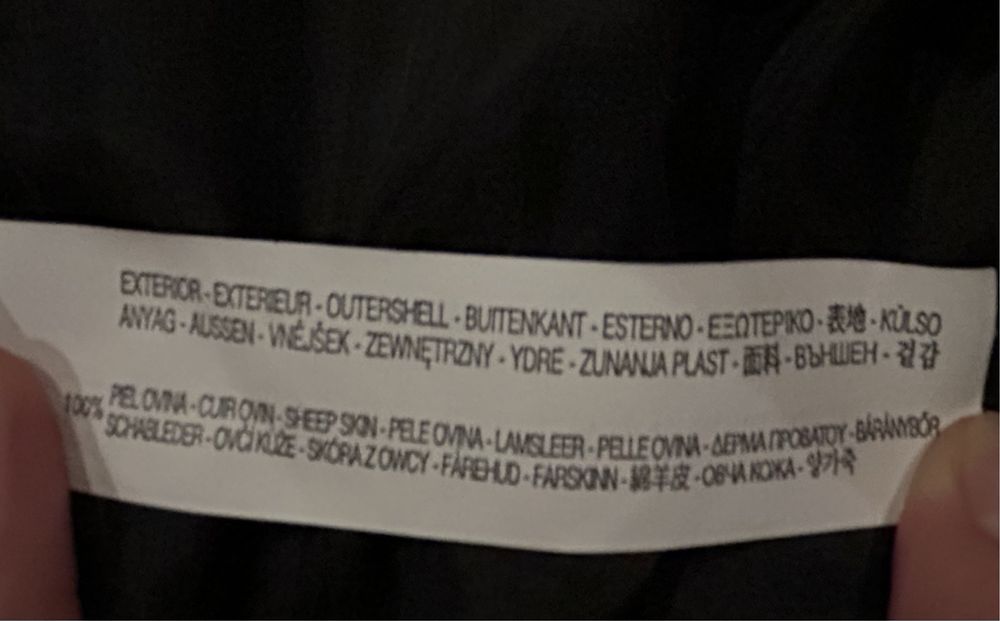 EXTERIOR - EXTERIEUR - OUTERSHELL - BUITENKANT - ESTERNO - ΕΞΩΤΕΡΙΚΟ - 表地 - KÜLSO
ANYAG - AUSSEN - VNĚJŠEK - ZEWNĘTRZNY - YDRE - ZUNANJA PLAST - 面料 - ВЪНШЕН - 겉감
100% PIEL OVINA - CUIR OVIN - SHEEP SKIN - PELE OVINA - LAMSLEER - PELLE OVINA - ΔΕΡΜΑ ΠΡΟΒΑΤΟΥ - BÁRÁNYBŐR
SCHAFLEDER - OVČÍ KŮŽE - SKÓRA Z OWCY - FÅREHUD - FÅRSKINN - 綿羊皮 - ОВЧА КОЖА - 양가죽